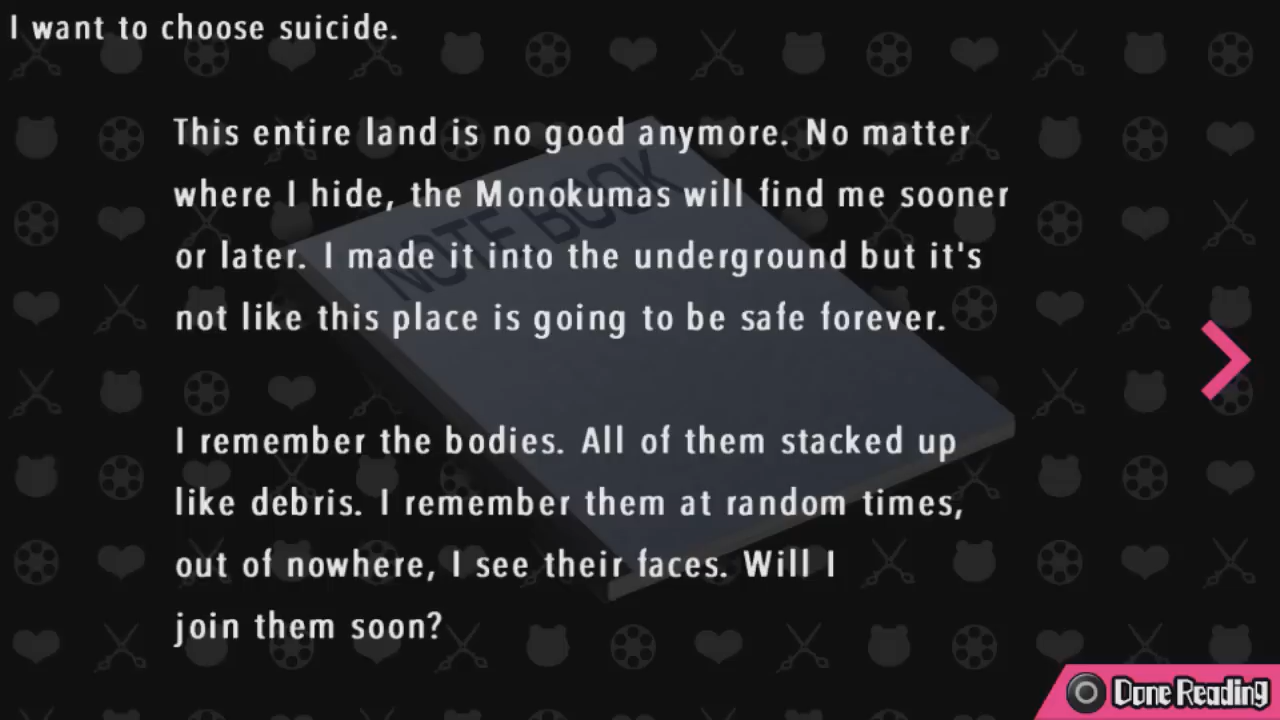 I want to choose suicide.
This entire land is no good anymore. No matter
where I hide, the Monokumas will find me sooner
or later. I made it into the underground but it's
not like this place is going to be safe forever.
I remember the bodies. All of them stacked up
like debris. I remember them at random times,
out of nowhere, I see their faces. Will I
join them soon?
NOTE BOOK
Done Reading